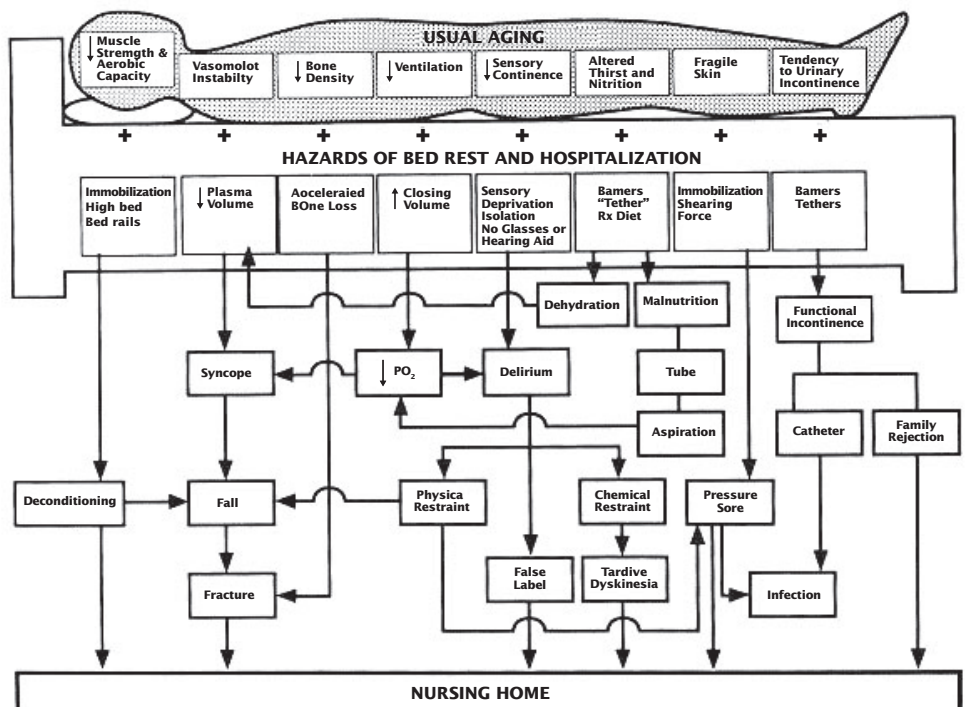 USUAL AGING
↓ Muscle
Strength &
Aerobic
Capacity
Vasomolot
Instabilty
↓ Bone
Density
↓ Ventilation
↓ Sensory
Continence
Altered
Thirst and
Nitrition
Fragile
Skin
Tendency
to Urinary
Incontinence
+ + + + + + + +
HAZARDS OF BED REST AND HOSPITALIZATION
Immobilization
High bed
Bed rails
↓ Plasma
Volume
Aoceleraied
BOne Loss
↑ Closing
Volume
Sensory
Deprivation
Isolation
No Glasses or
Hearing Aid
Bamers
“Tether”
Rx Diet
Immobilization
Shearing
Force
Bamers
Tethers
Dehydration
Malnutrition
Functional
Incontinence
Syncope
↓ PO₂
Delirium
Tube
Aspiration
Catheter
Family
Rejection
Deconditioning
Fall
Physica
Restraint
Chemical
Restraint
Pressure
Sore
Fracture
False
Label
Tardive
Dyskinesia
Infection
NURSING HOME